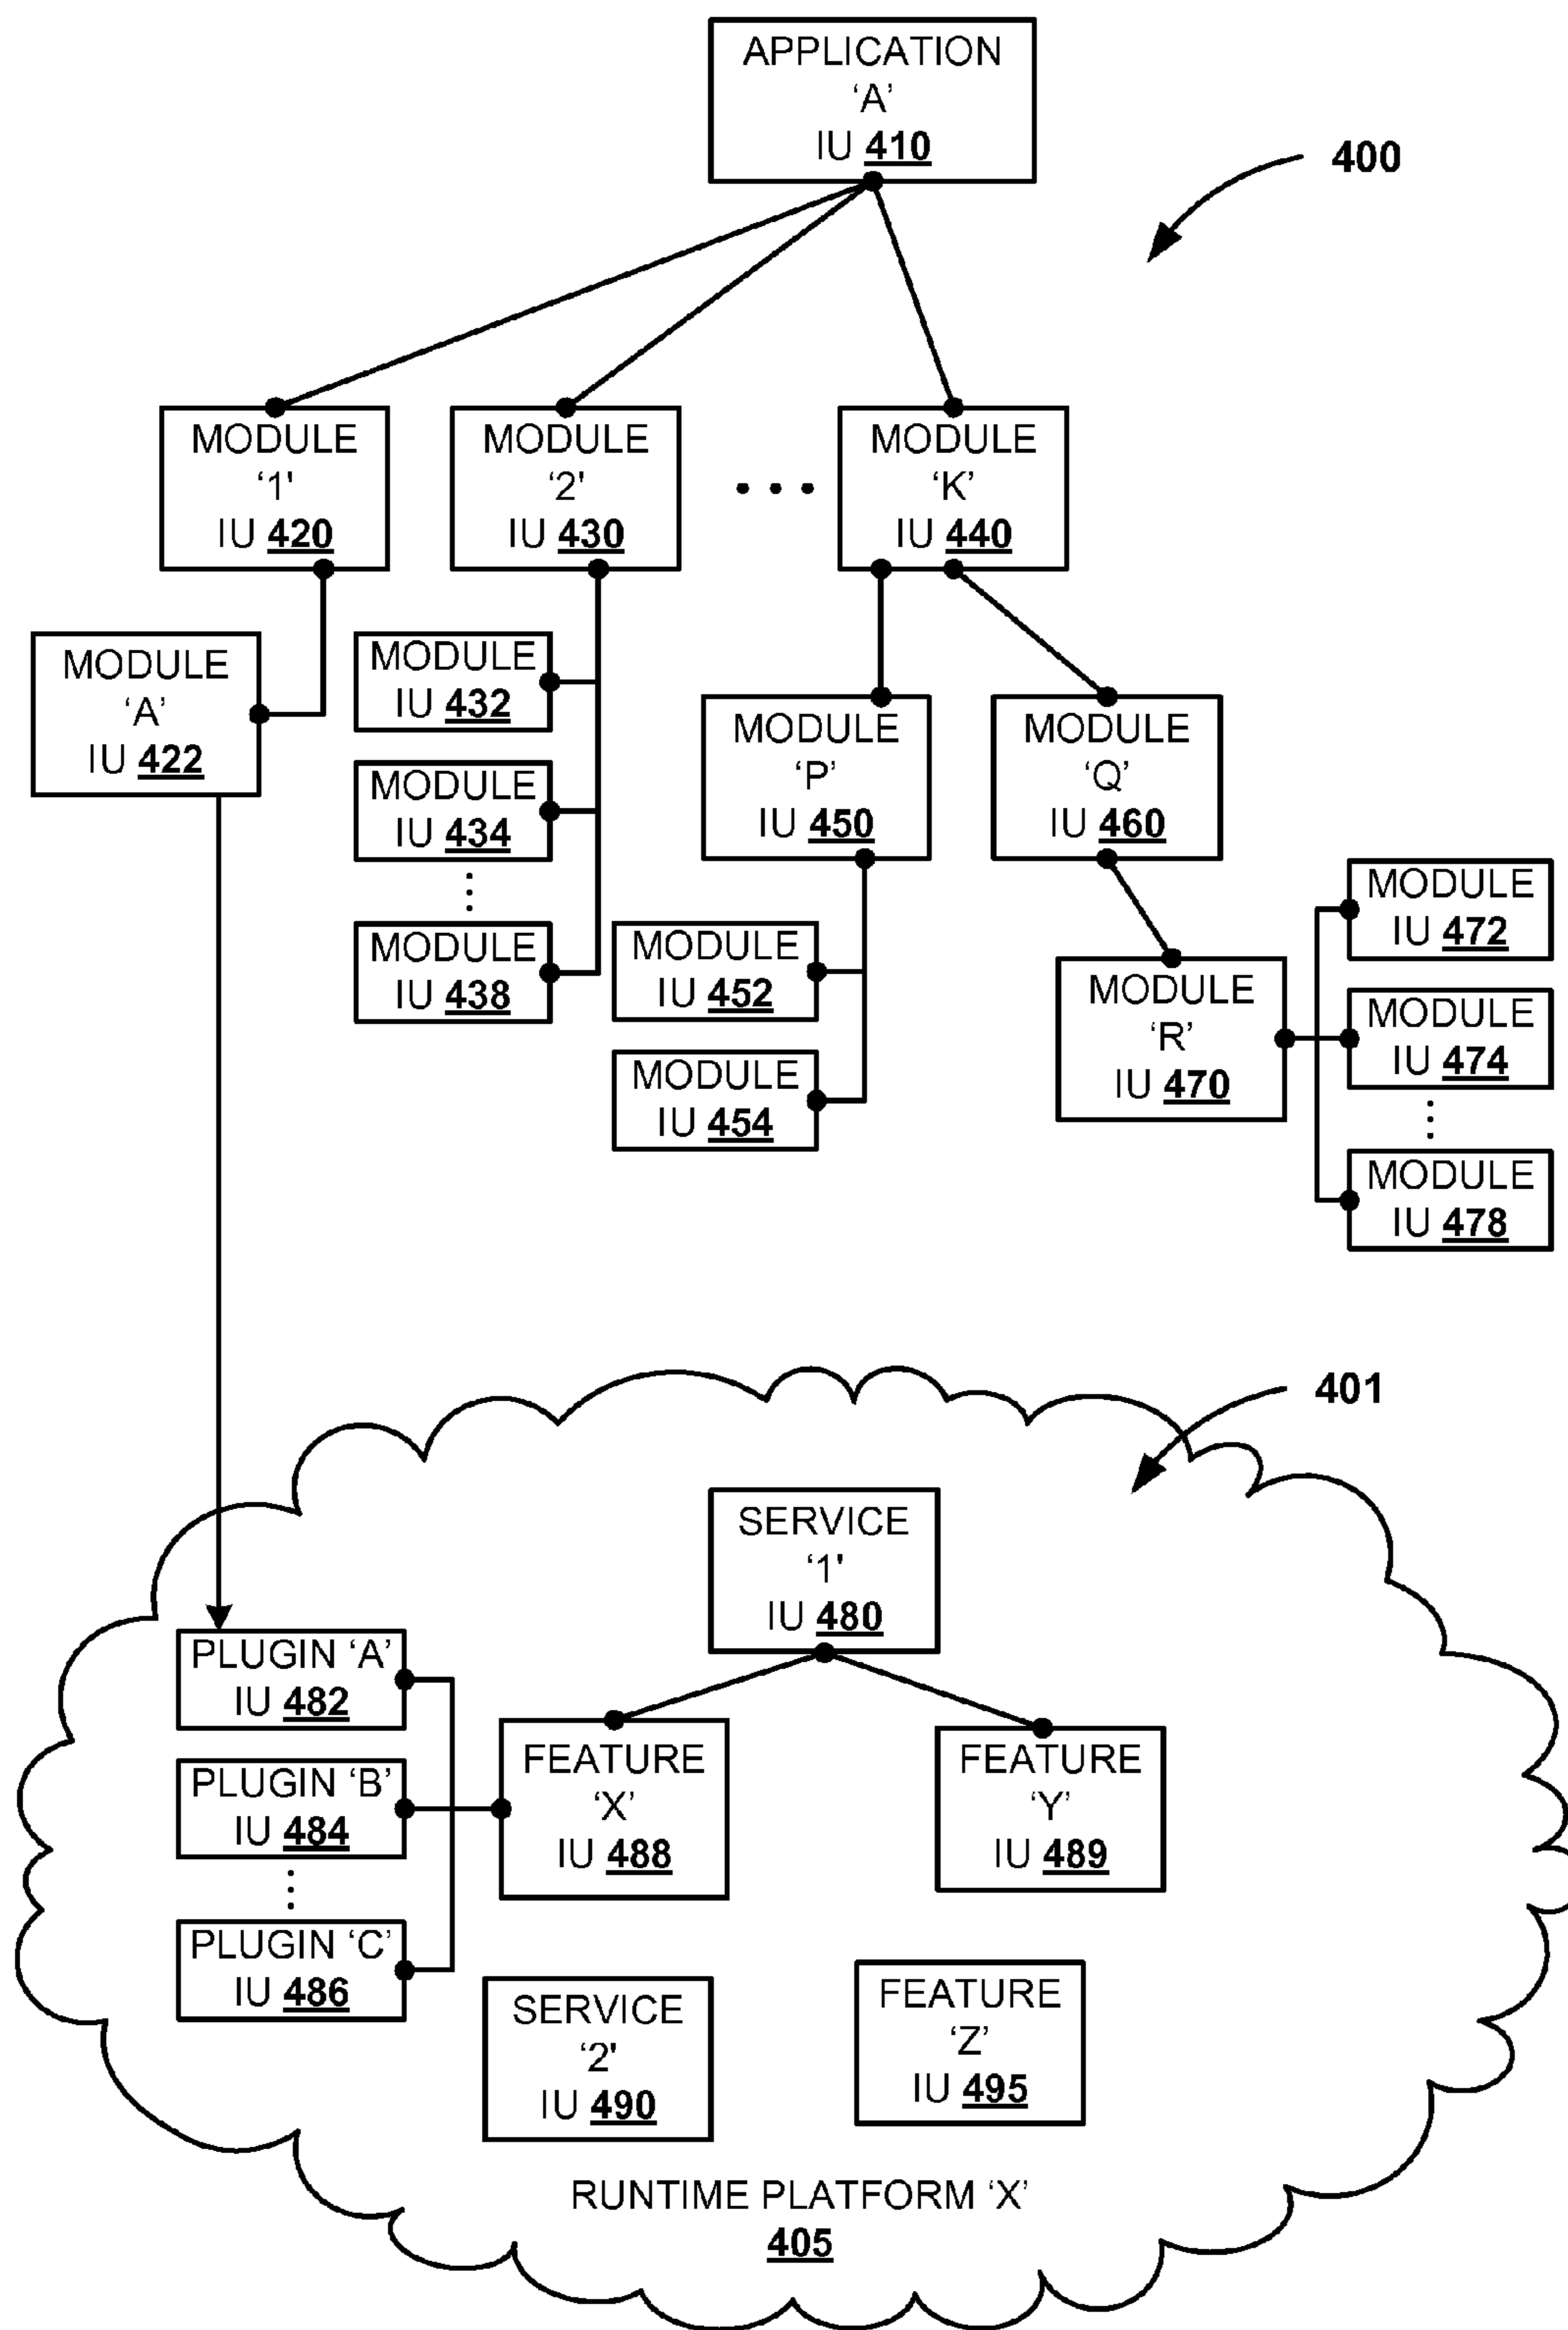 APPLICATION
‘A’
IU 410
400
MODULE
‘1'
IU 420
MODULE
‘2'
IU 430
MODULE
‘K’
IU 440
MODULE
‘A’
IU 422
MODULE
IU 432
MODULE
IU 434
MODULE
IU 438
MODULE
‘P’
IU 450
MODULE
‘Q’
IU 460
MODULE
IU 452
MODULE
IU 454
MODULE
‘R’
IU 470
MODULE
IU 472
MODULE
IU 474
MODULE
IU 478
401
SERVICE
‘1'
IU 480
PLUGIN ‘A’
IU 482
PLUGIN ‘B’
IU 484
PLUGIN ‘C’
IU 486
FEATURE
‘X’
IU 488
FEATURE
‘Y’
IU 489
SERVICE
‘2'
IU 490
FEATURE
‘Z’
IU 495
RUNTIME PLATFORM ‘X’
405